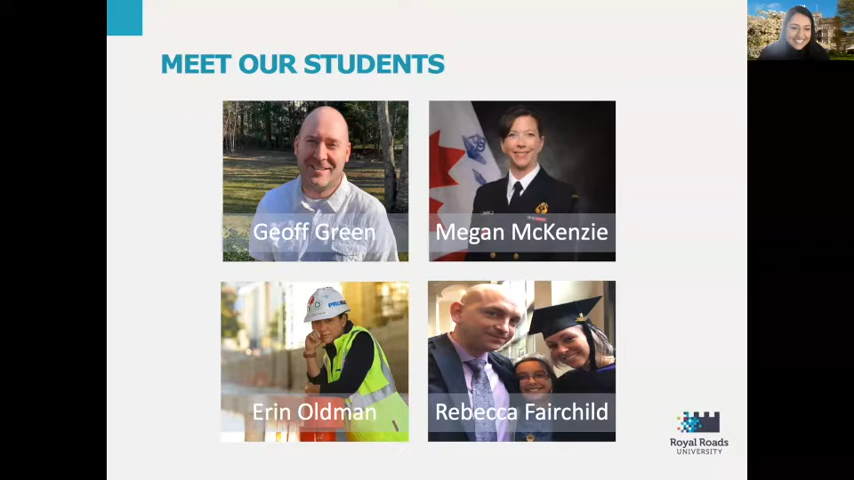 MEET OUR STUDENTS
Geoff Green
Megan McKenzie
Erin Oldman
Rebecca Fairchild
Royal Roads
UNIVERSITY